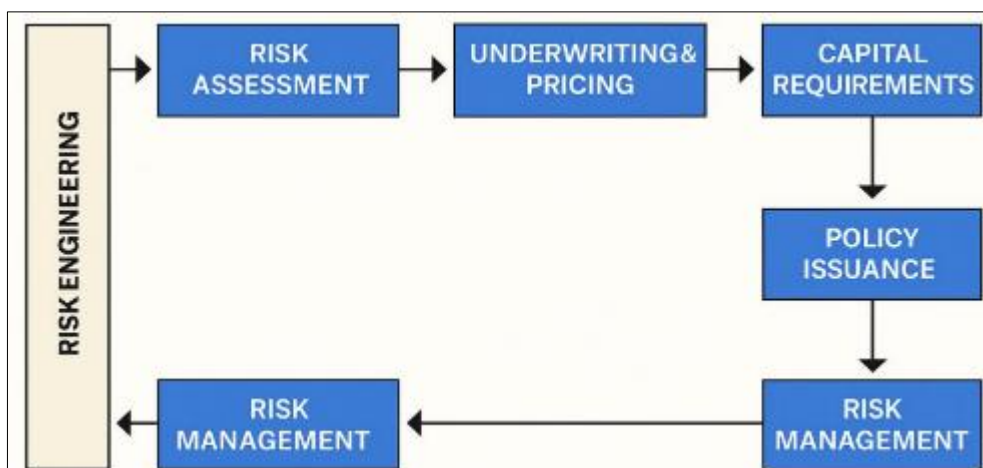 RISK ENGINEERING
RISK
ASSESSMENT
UNDERWRITING&
PRICING
CAPITAL
REQUIREMENTS
POLICY
ISSUANCE
RISK
MANAGEMENT
RISK
MANAGEMENT